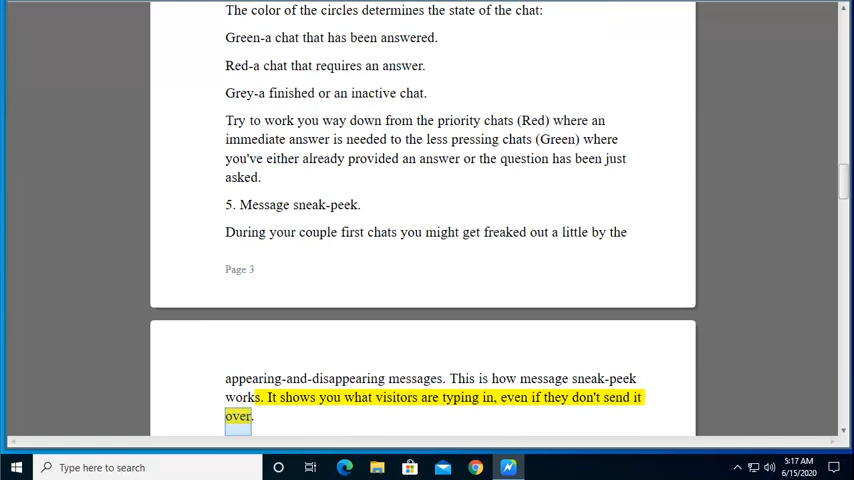 The color of the circles determines the state of the chat:
Green-a chat that has been answered.
Red-a chat that requires an answer.
Grey-a finished or an inactive chat.
Try to work you way down from the priority chats (Red) where an
immediate answer is needed to the less pressing chats (Green) where
you've either already provided an answer or the question has been just
asked.
5. Message sneak-peek.
During your couple first chats you might get freaked out a little by the
Page 3
appearing-and-disappearing messages. This is how message sneak-peek
works. It shows you what visitors are typing in, even if they don't send it
over.
Type here to search
5:17 AM
6/15/2020